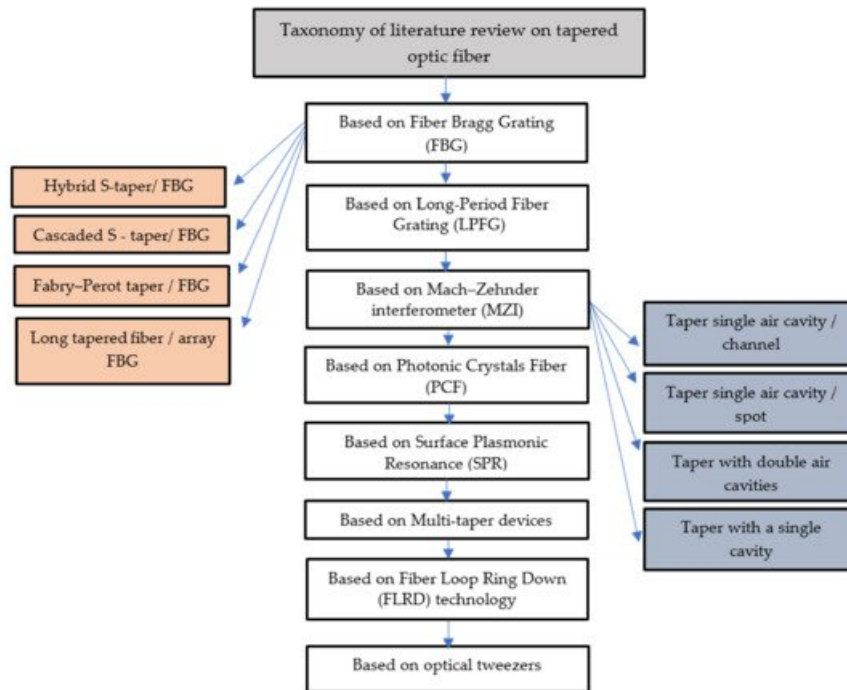 Taxonomy of literature review on tapered
optic fiber
Based on Fiber Bragg Grating
(FBG)
Hybrid S-taper/ FBG
Cascaded S - taper/ FBG
Fabry–Perot taper / FBG
Long tapered fiber / array
FBG
Based on Long-Period Fiber
Grating (LPFG)
Based on Mach–Zehnder
interferometer (MZI)
Taper single air cavity /
channel
Taper single air cavity /
spot
Taper with double air
cavities
Taper with a single
cavity
Based on Photonic Crystals Fiber
(PCF)
Based on Surface Plasmonic
Resonance (SPR)
Based on Multi-taper devices
Based on Fiber Loop Ring Down
(FLRD) technology
Based on optical tweezers